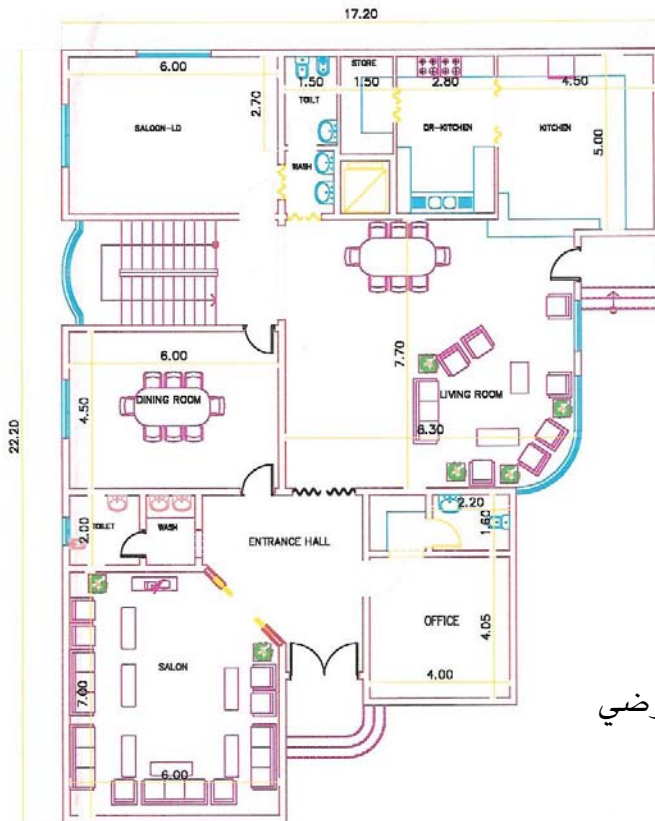 17.20
6.00
1.50
STORE
1.50
2.80
4.50
2.70
TOILT
SALOON-LD
DR-KITCHEN
KITCHEN
5.00
WASH
22.20
6.00
7.70
4.50
DINING ROOM
LIVING ROOM
8.30
2.00
TOILET
WASH
2.20
1.60
ENTRANCE HALL
OFFICE
4.05
SALON
4.00
7.00
6.00